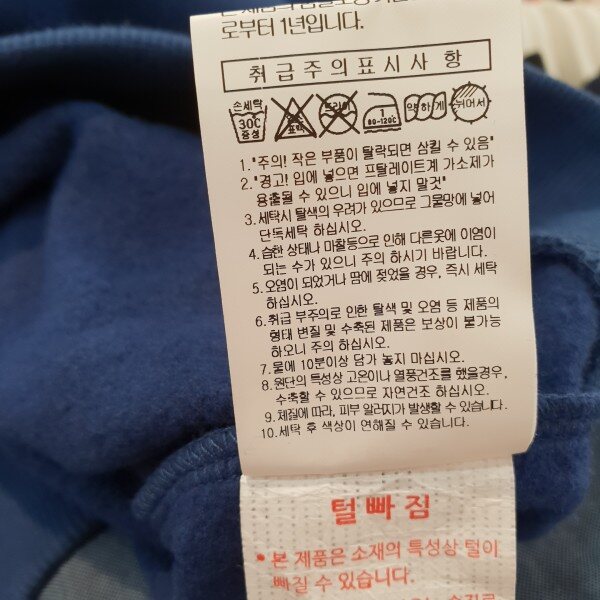 로부터 1년입니다.
취급주의표시사항
손세탁
30℃
중성
표백
드라이
1
80~120℃
약하게
뉘어서
1."주의! 작은 부품이 탈락되면 삼킬 수 있음"
2."경고! 입에 넣으면 프탈레이트계 가소제가
용출될 수 있으니 입에 넣지 말것"
3.세탁시 탈색의 우려가 있으므로 그물망에 넣어
단독세탁 하십시오.
4.습한 상태나 마찰등으로 인해 다른옷에 이염이
되는 수가 있으니 주의 하시기 바랍니다.
5.오염이 되었거나 땀에 젖었을 경우, 즉시 세탁
하십시오.
6.취급 부주의로 인한 탈색 및 오염 등 제품의
형태 변질 및 수축된 제품은 보상이 불가능
하오니 주의 하십시오.
7.물에 10분이상 담가 놓지 마십시오.
8.원단의 특성상 고온이나 열풍건조를 했을경우,
수축할 수 있으므로 자연건조 하십시오.
9.체질에 따라, 피부 알러지가 발생할 수 있습니다.
10.세탁 후 색상이 연해질 수 있습니다.
털빠짐
* 본 제품은 소재의 특성상 털이
빠질 수 있습니다.